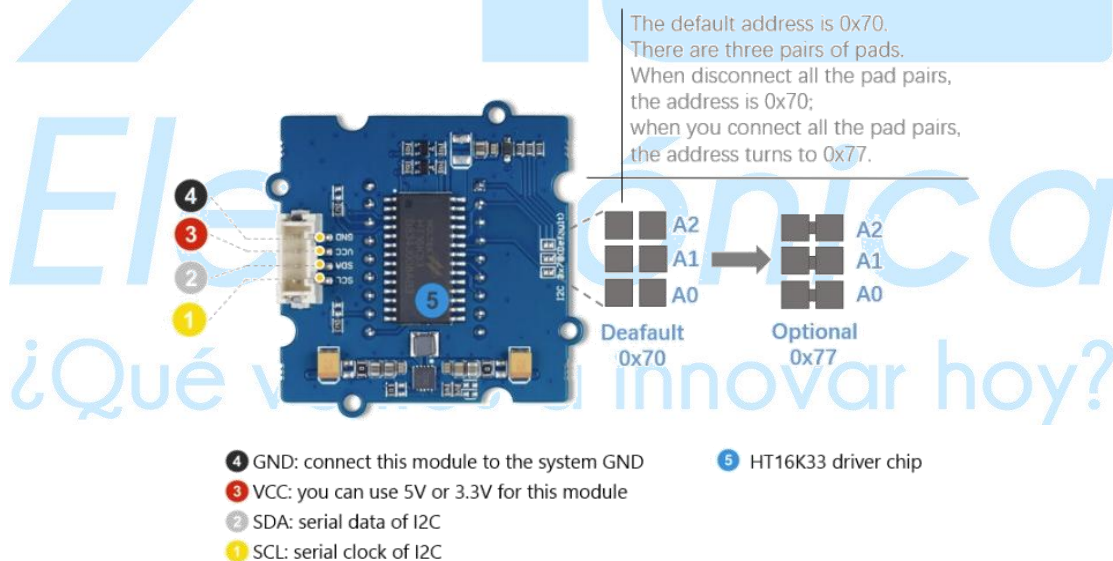 The default address is 0x70.
There are three pairs of pads.
When disconnect all the pad pairs,
the address is 0x70;
when you connect all the pad pairs,
the address turns to 0x77.
4
3
2
1
GND
VCC
SDA
SCL
5
I2C 0x70(Default)
A2
A1
A0
Deafault
0x70
A2
A1
A0
Optional
0x77
¿Qué a innovar hoy?
4 GND: connect this module to the system GND
3 VCC: you can use 5V or 3.3V for this module
2 SDA: serial data of I2C
1 SCL: serial clock of I2C
5 HT16K33 driver chip